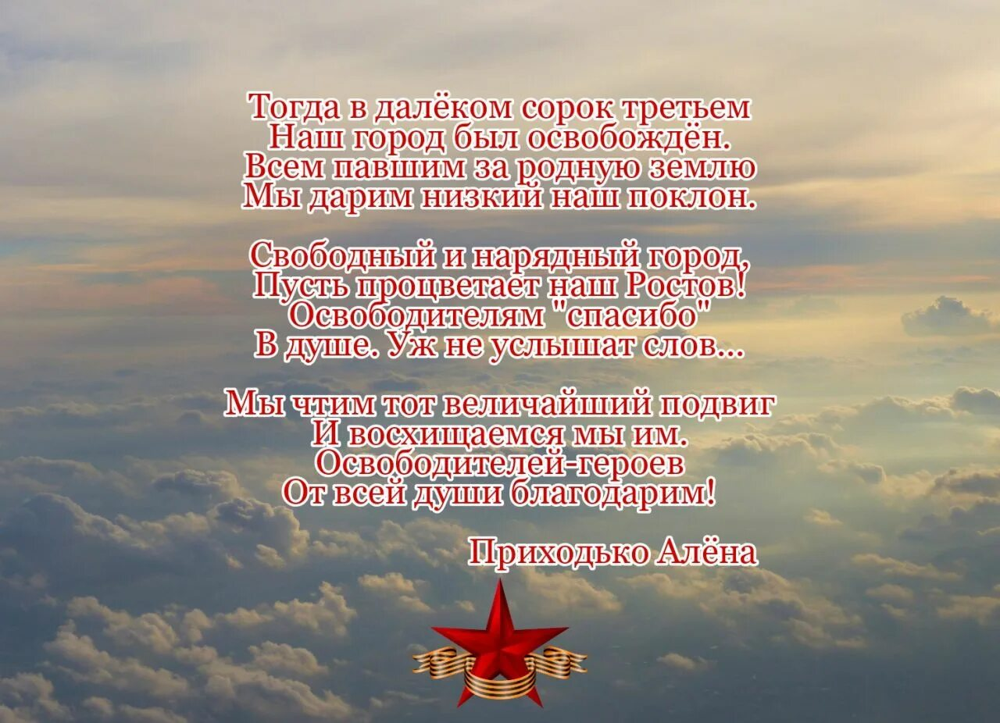 Тогда в далёком сорок третьем
Наш город был освобождён.
Всем павшим за родную землю
Мы дарим низкий наш поклон.
Свободный и нарядный город,
Пусть процветает наш Ростов!
Освободителям "спасибо"
В душе. Уж не услышат слов...
Мы чтим тот величайший подвиг
И восхищаемся мы им.
Освободителей-героев
От всей души благодарим!
Приходько Алёна